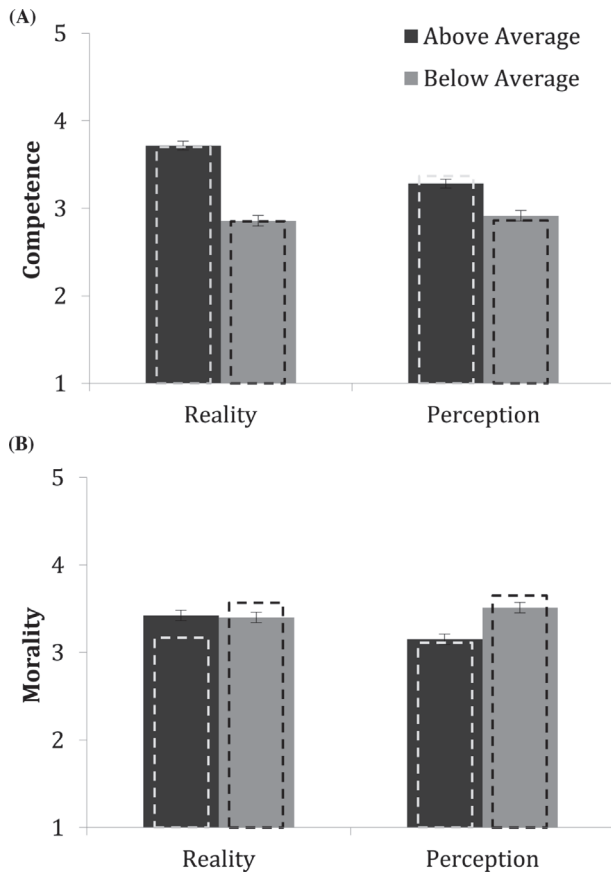 (A)
5
4
3
2
1
Competence
Above Average
Below Average
Reality
Perception
(B)
5
4
3
2
1
Morality
Reality
Perception